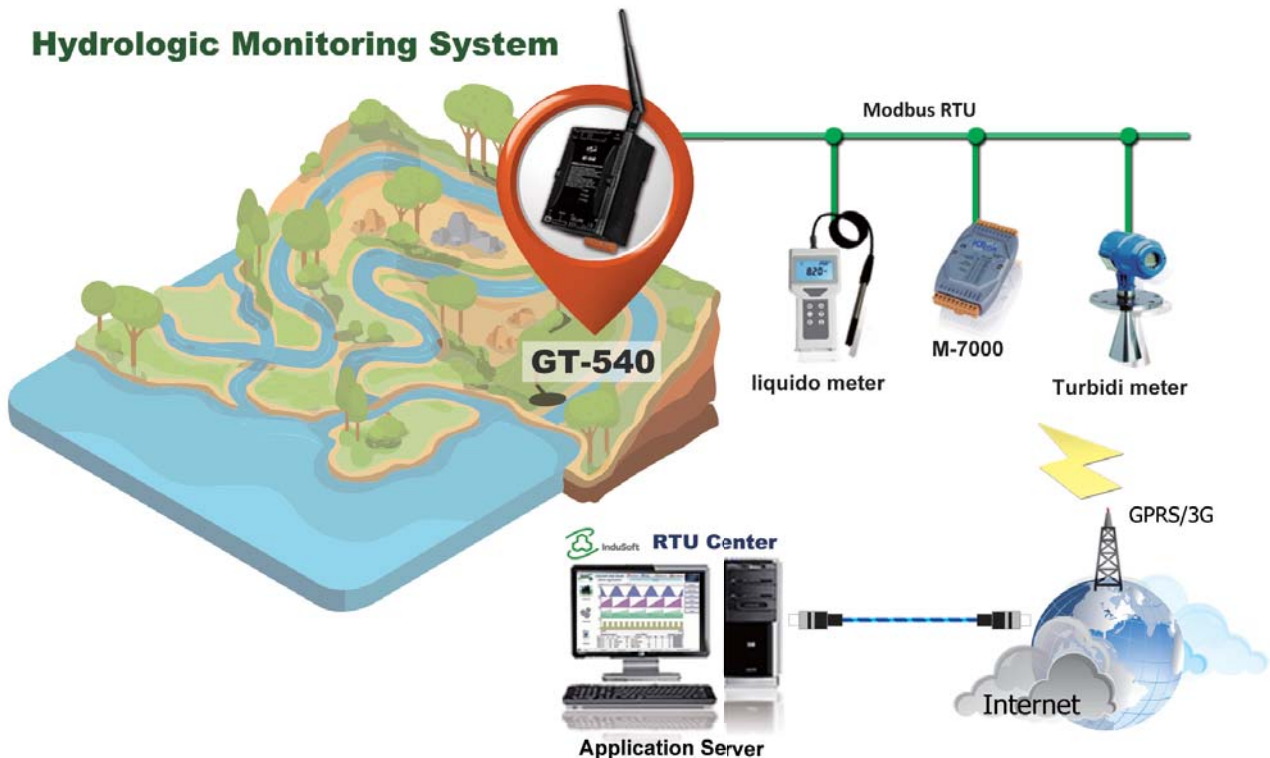 Hydrologic Monitoring System
Modbus RTU
820
GT-540
liquido meter
M-7000
Turbidi meter
GPRS/3G
InduSoft
RTU Center
Internet
Application Server